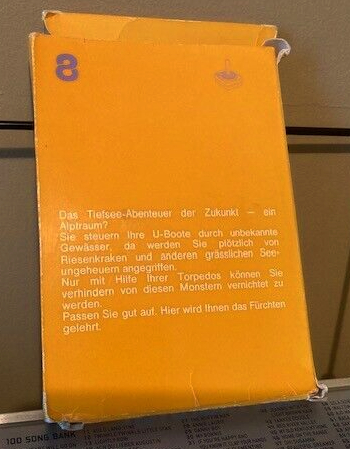 8
Das Tiefsee-Abenteuer der Zukunkt — ein
Alptraum?
Sie steuern Ihre U-Boote durch unbekannte
Gewässer, da werden Sie plötzlich von
Riesenkraken und anderen grässlichen See-
ungeheuern angegriffen.
Nur mit Hilfe Ihrer Torpedos können Sie
verhindern von diesen Monstern vernichtet zu
werden.
Passen Sie gut auf. Hier wird Ihnen das Fürchten
gelehrt.
100 SONG BANK